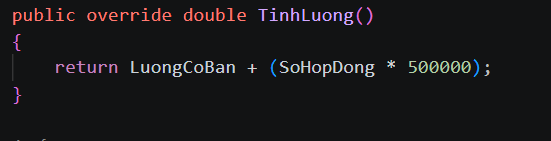 public override double TinhLuong()
{
return LuongCoBan + (SoHopDong * 500000);
}